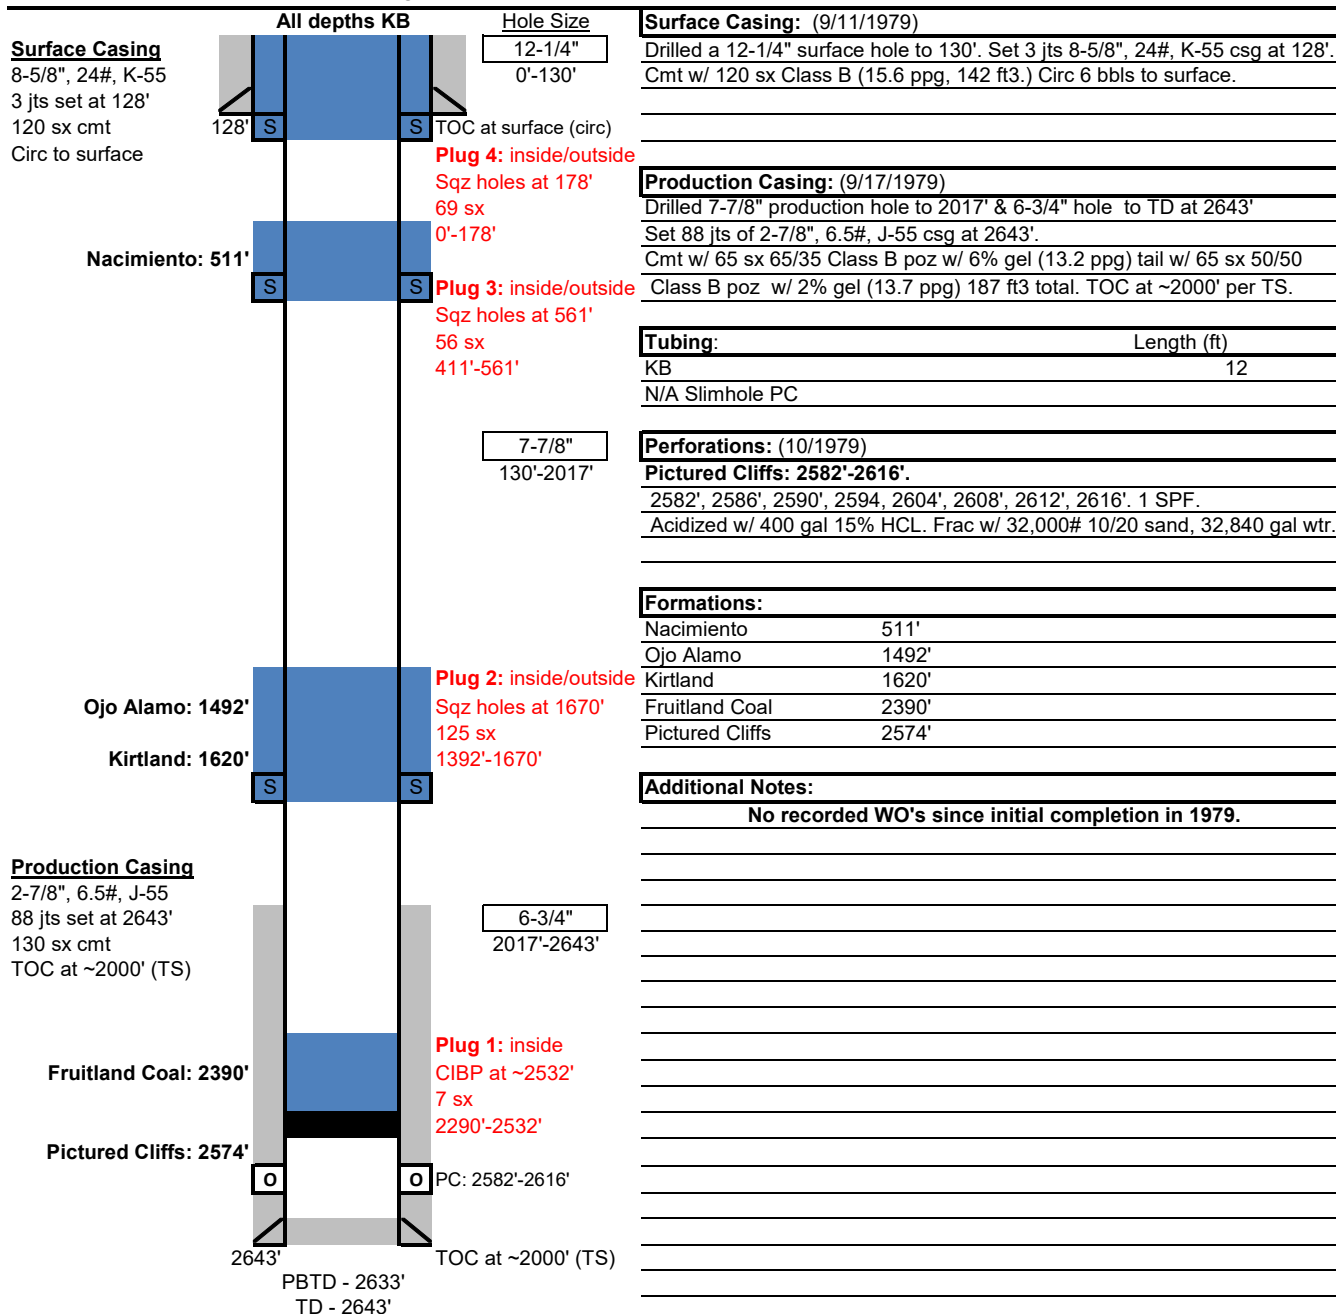 All depths KB
Hole Size
Surface Casing
8-5/8", 24#, K-55
3 jts set at 128'
120 sx cmt
Circ to surface
12-1/4"
0'-130'
128'
S
S
TOC at surface (circ)
Plug 4: inside/outside
Sqz holes at 178'
69 sx
0'-178'
Nacimiento: 511'
S
S
Plug 3: inside/outside
Sqz holes at 561'
56 sx
411'-561'
7-7/8"
130'-2017'
Plug 2: inside/outside
Ojo Alamo: 1492'
Sqz holes at 1670'
125 sx
Kirtland: 1620'
1392'-1670'
S
S
Production Casing
2-7/8", 6.5#, J-55
88 jts set at 2643'
130 sx cmt
TOC at ~2000' (TS)
6-3/4"
2017'-2643'
Plug 1: inside
Fruitland Coal: 2390'
CIBP at ~2532'
7 sx
2290'-2532'
Pictured Cliffs: 2574'
O
O
PC: 2582'-2616'
2643'
TOC at ~2000' (TS)
PBTD - 2633'
TD - 2643'
Surface Casing: (9/11/1979)
Drilled a 12-1/4" surface hole to 130'. Set 3 jts 8-5/8", 24#, K-55 csg at 128'.
Cmt w/ 120 sx Class B (15.6 ppg, 142 ft3.) Circ 6 bbls to surface.
Production Casing: (9/17/1979)
Drilled 7-7/8" production hole to 2017' & 6-3/4" hole to TD at 2643'
Set 88 jts of 2-7/8", 6.5#, J-55 csg at 2643'.
Cmt w/ 65 sx 65/35 Class B poz w/ 6% gel (13.2 ppg) tail w/ 65 sx 50/50
Class B poz w/ 2% gel (13.7 ppg) 187 ft3 total. TOC at ~2000' per TS.
Tubing: Length (ft)
KB 12
N/A Slimhole PC
Perforations: (10/1979)
Pictured Cliffs: 2582'-2616'.
2582', 2586', 2590', 2594, 2604', 2608', 2612', 2616'. 1 SPF.
Acidized w/ 400 gal 15% HCL. Frac w/ 32,000# 10/20 sand, 32,840 gal wtr.
Formations:
Nacimiento 511'
Ojo Alamo 1492'
Kirtland 1620'
Fruitland Coal 2390'
Pictured Cliffs 2574'
Additional Notes:
No recorded WO's since initial completion in 1979.